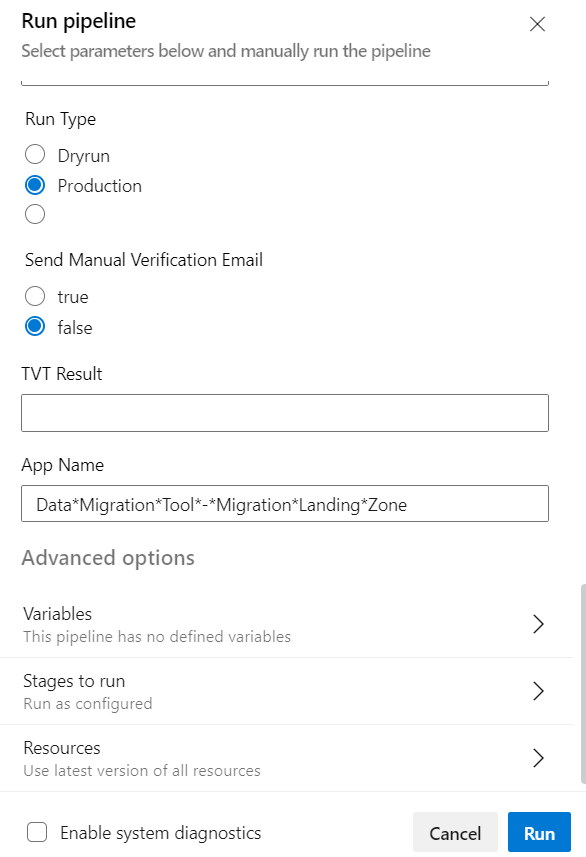 Run pipeline
Select parameters below and manually run the pipeline
Run Type
Dryrun
Production
Send Manual Verification Email
true
false
TVT Result
App Name
Data*Migration*Tool*-*Migration*Landing*Zone
Advanced options
Variables
This pipeline has no defined variables
Stages to run
Run as configured
Resources
Use latest version of all resources
Enable system diagnostics
Cancel
Run